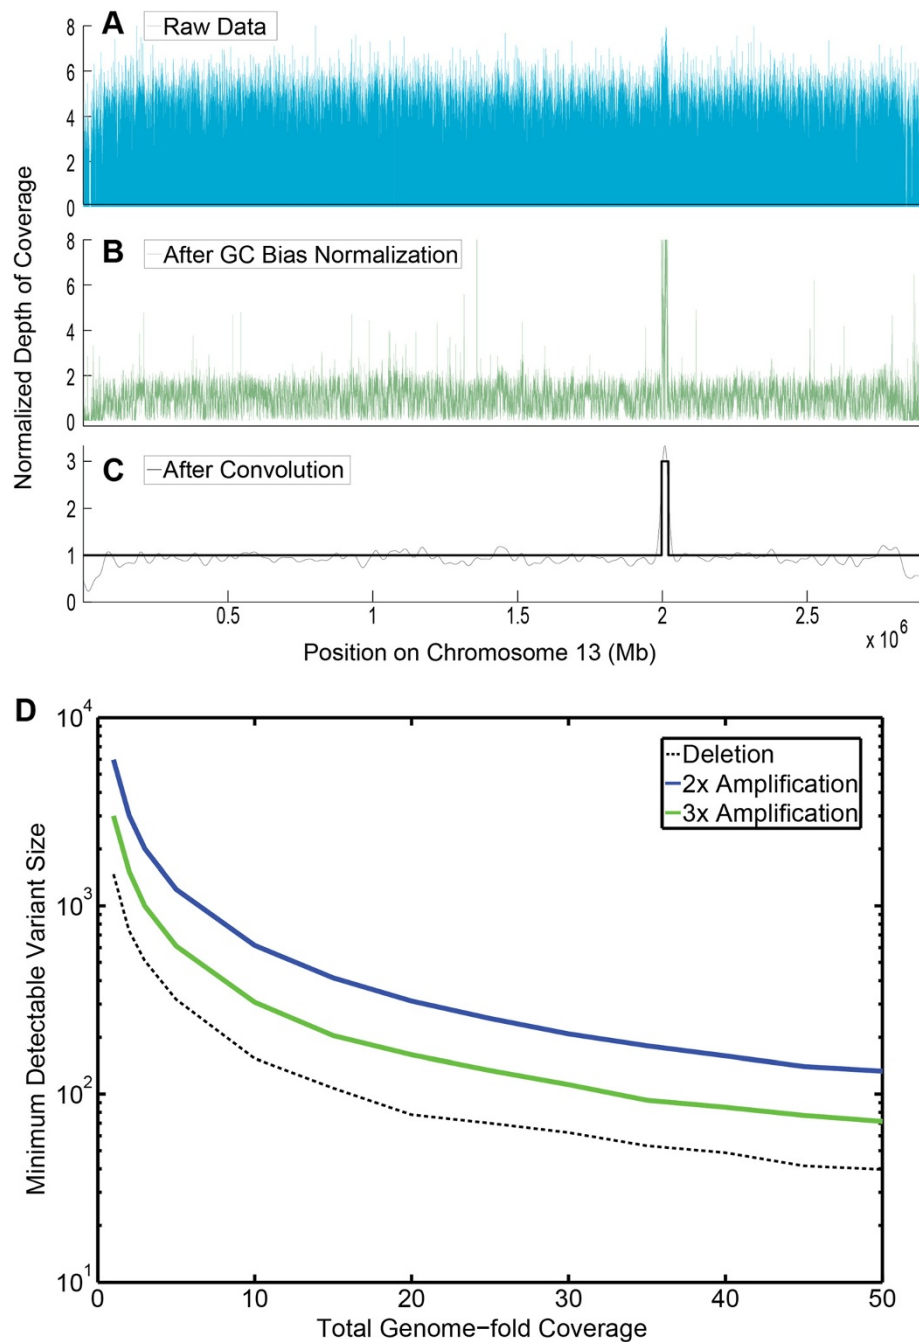 A
Raw Data
8
6
4
2
0
B
After GC Bias Normalization
8
6
4
2
0
Normalized Depth of Coverage
C
After Convolution
3
2
1
0
0.5
1
1.5
2
2.5
x 10^6
Position on Chromosome 13 (Mb)
D
10^4
10^3
10^2
10^1
Minimum Detectable Variant Size
Deletion
2x Amplification
3x Amplification
0
10
20
30
40
50
Total Genome-fold Coverage